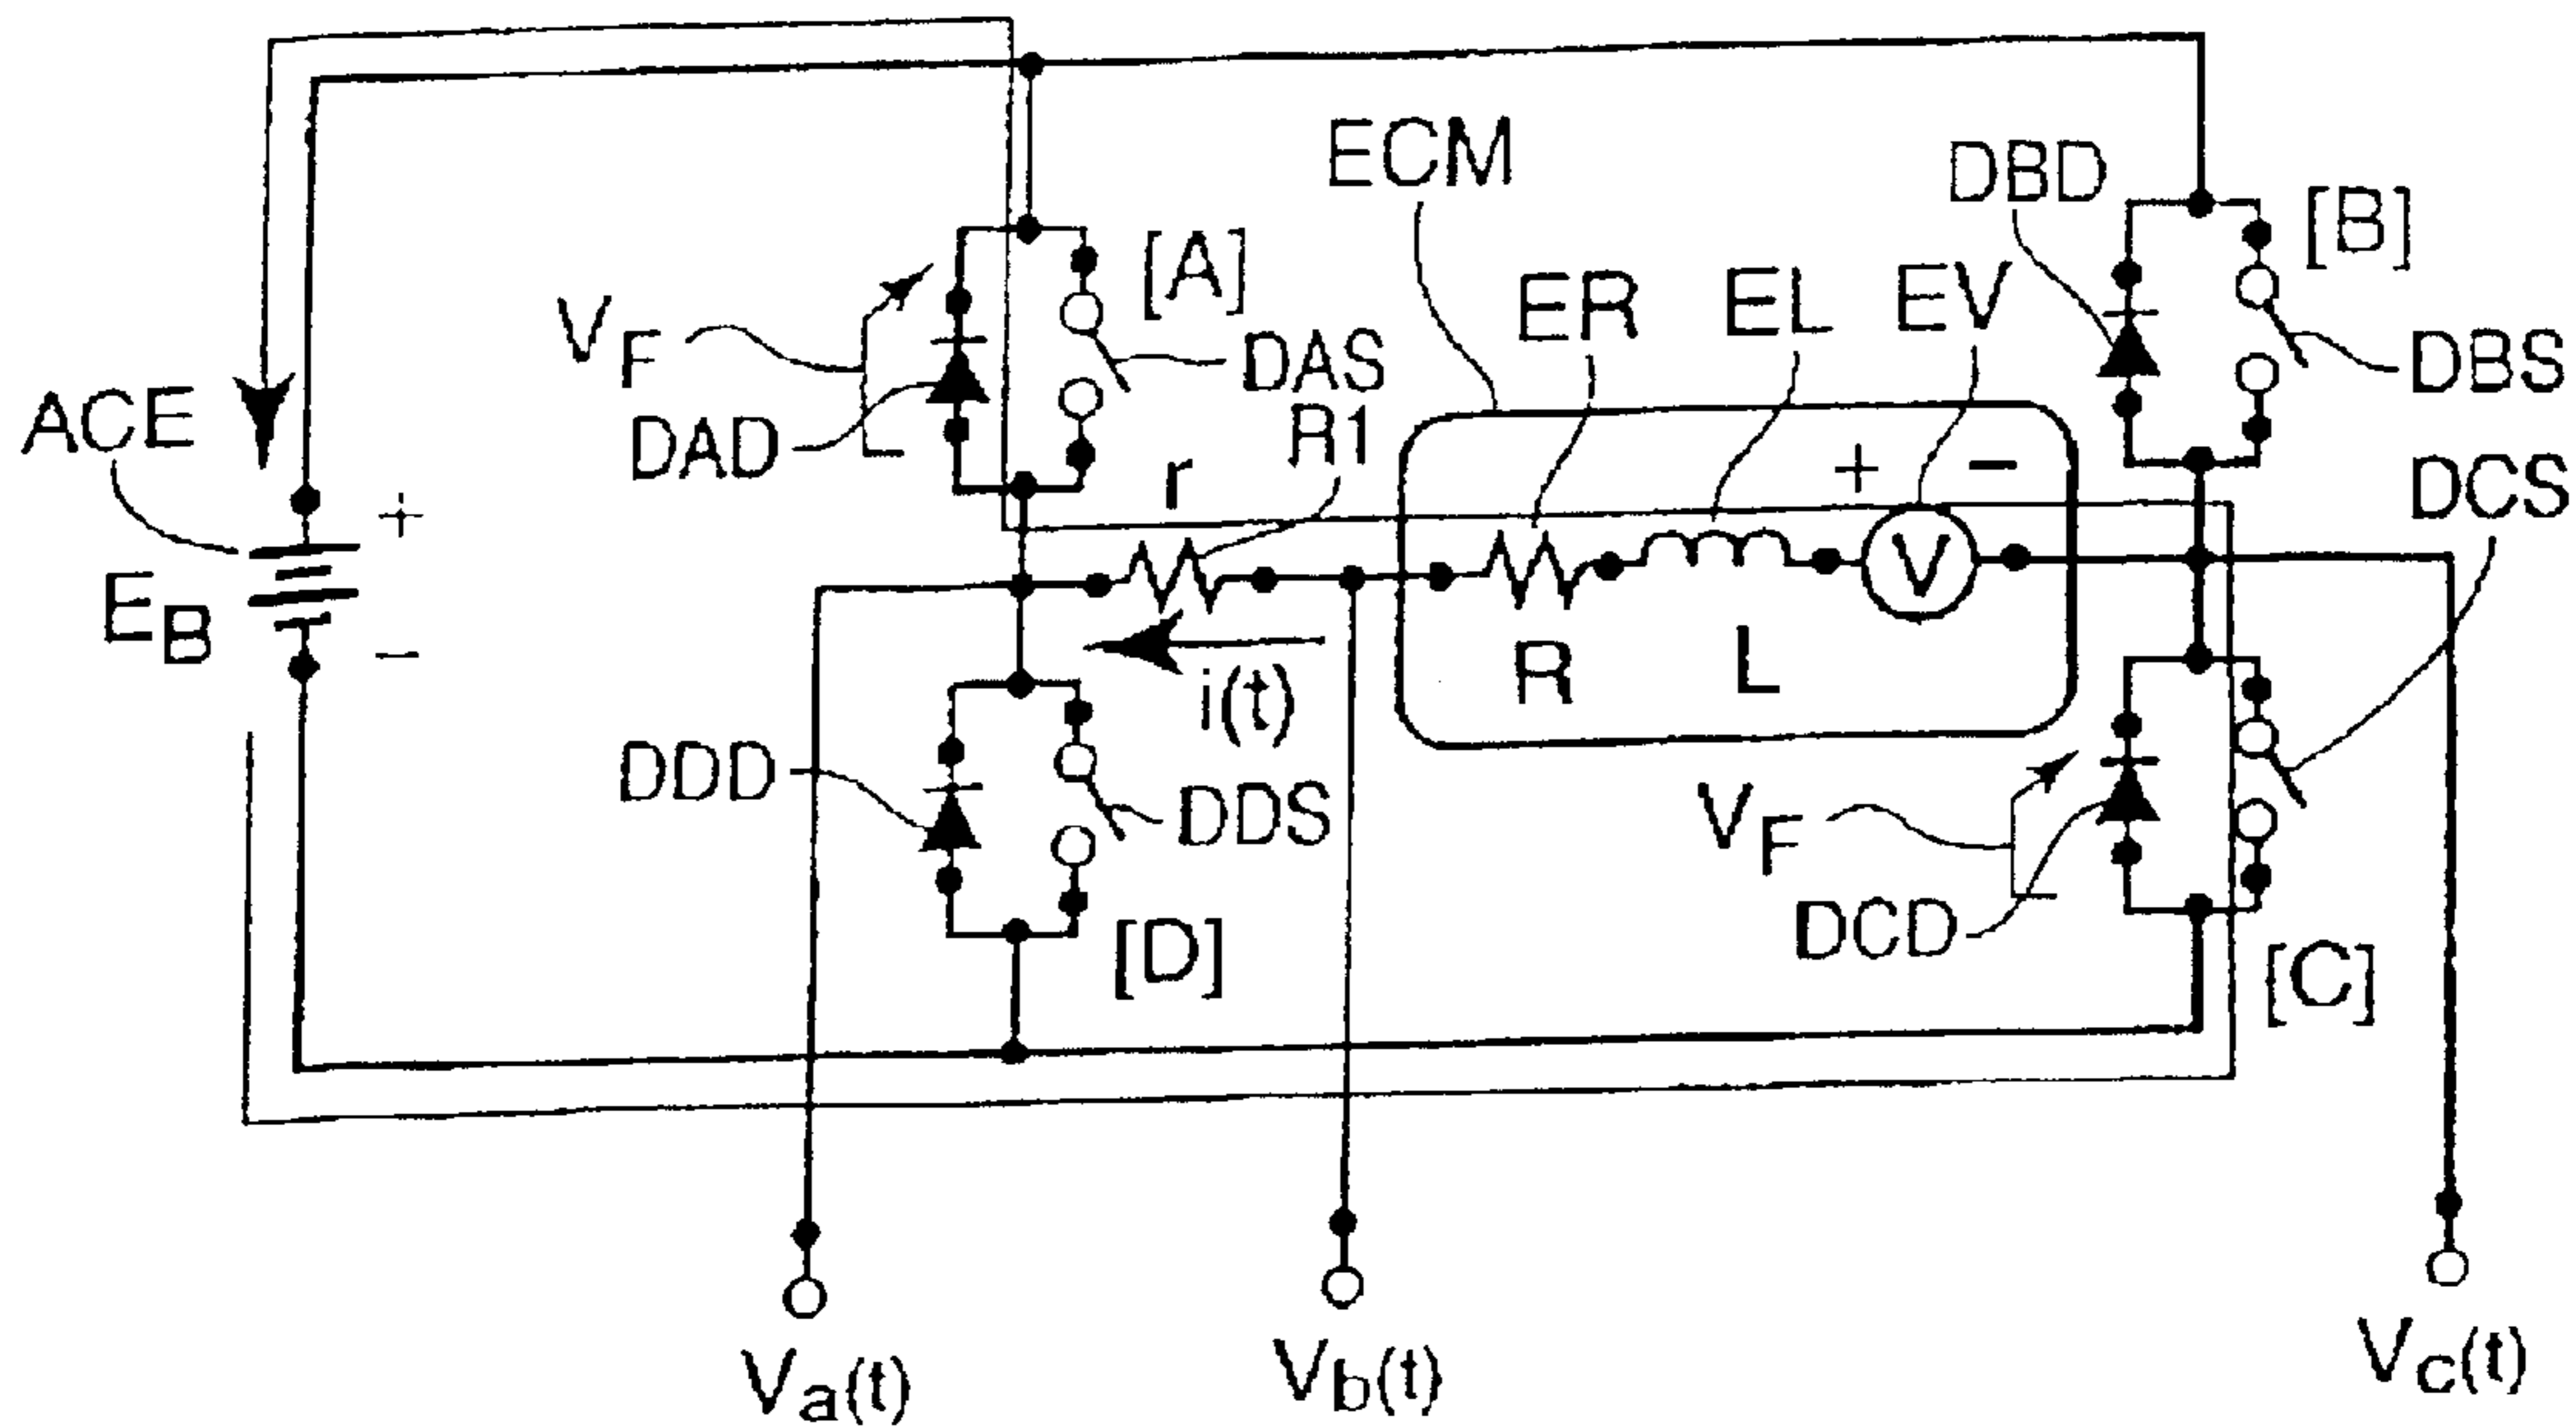 ECM
DBD
[B]
[A]
VF
ER
EL
EV
DAS
DBS
ACE
DAD
R1
r
+
−
DCS
+
EB
−
V
R
L
i(t)
DDD
DDS
VF
DCD
[D]
[C]
Va(t)
Vb(t)
Vc(t)